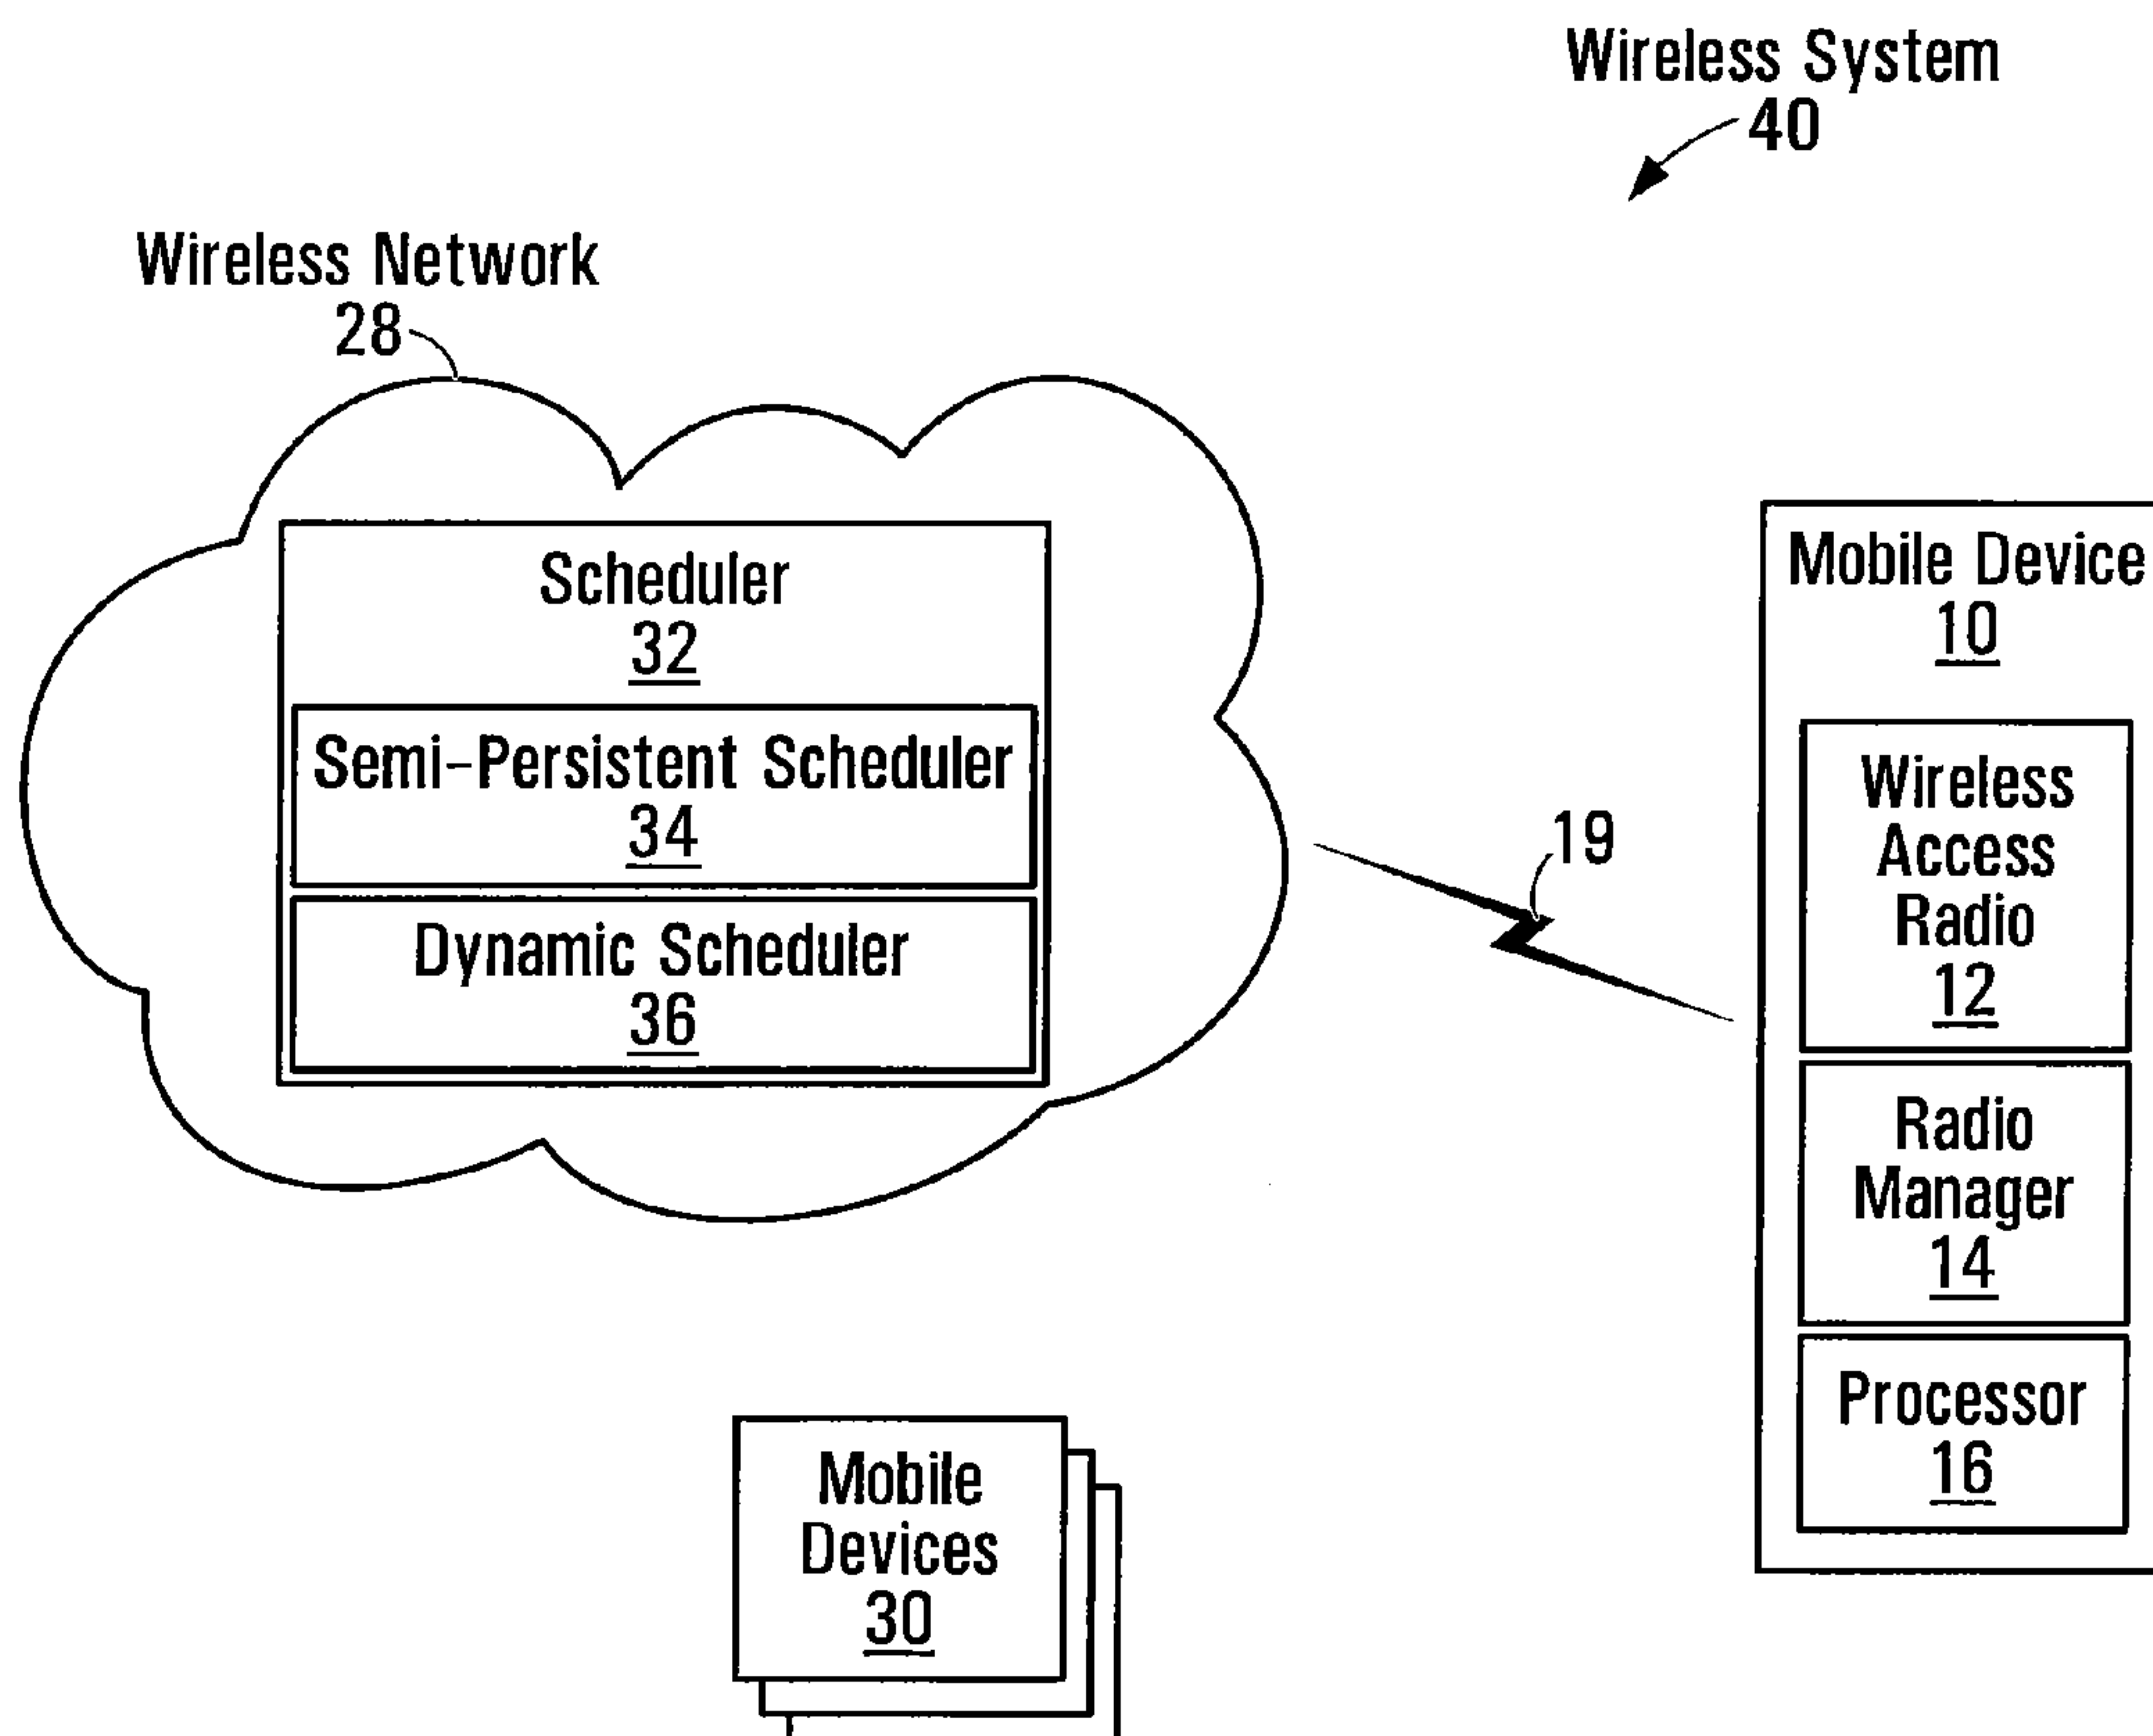 Wireless System
40
Wireless Network
28
Scheduler
32
Semi-Persistent Scheduler
34
Dynamic Scheduler
36
19
Mobile Device
10
Wireless
Access
Radio
12
Radio
Manager
14
Processor
16
Mobile
Devices
30